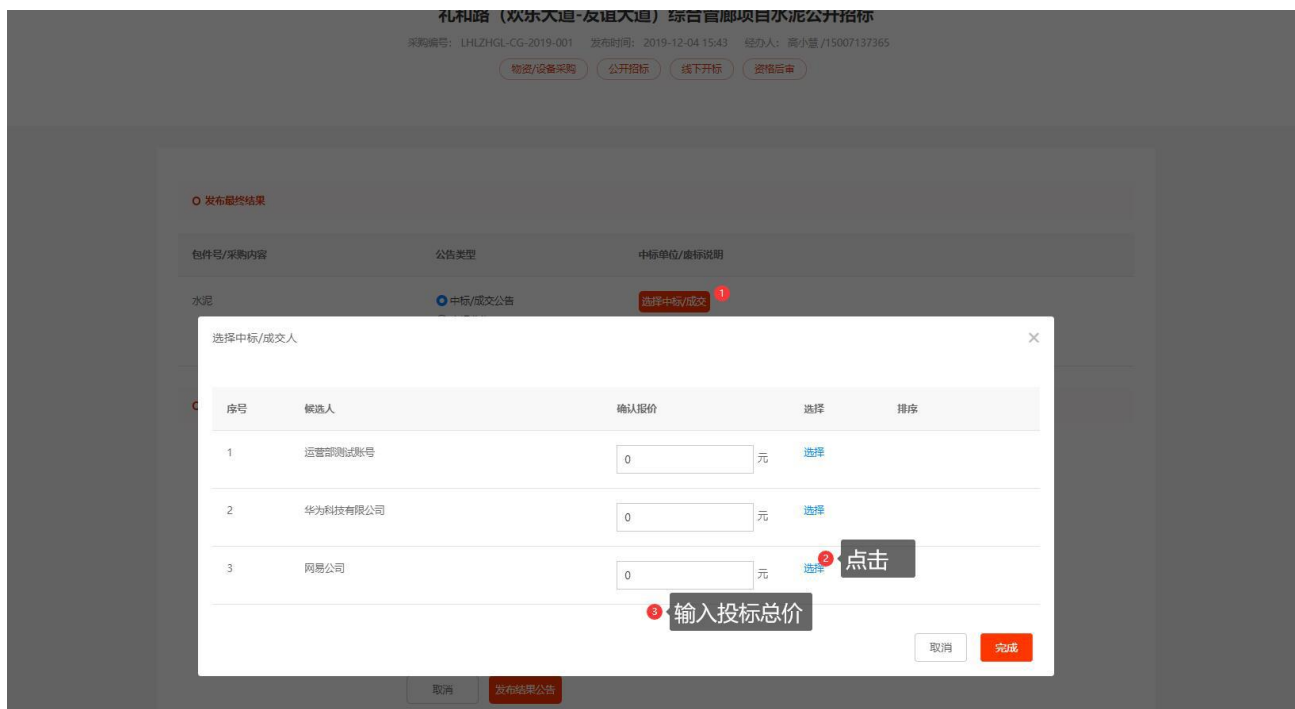 礼和路（欢乐大道-友谊大道）综合管廊项目水泥公开招标
采购编号：LHLZHGL-CG-2019-001 发布时间：2019-12-04 15:43 经办人：高小慧 /15007137365
物资/设备采购 公开招标 线下开标 资格后审
发布最终结果
包件号/采购内容 公告类型 中标单位/废标说明
水泥 中标/成交公告 选择中标/成交 1
选择中标/成交人 ×
序号 候选人 确认报价 选择 排序
1 运营部测试账号 0 元 选择
2 华为科技有限公司 0 元 选择
3 网易公司 0 元 选择 2 点击
3 输入投标总价
取消 完成
取消 发布结果公告